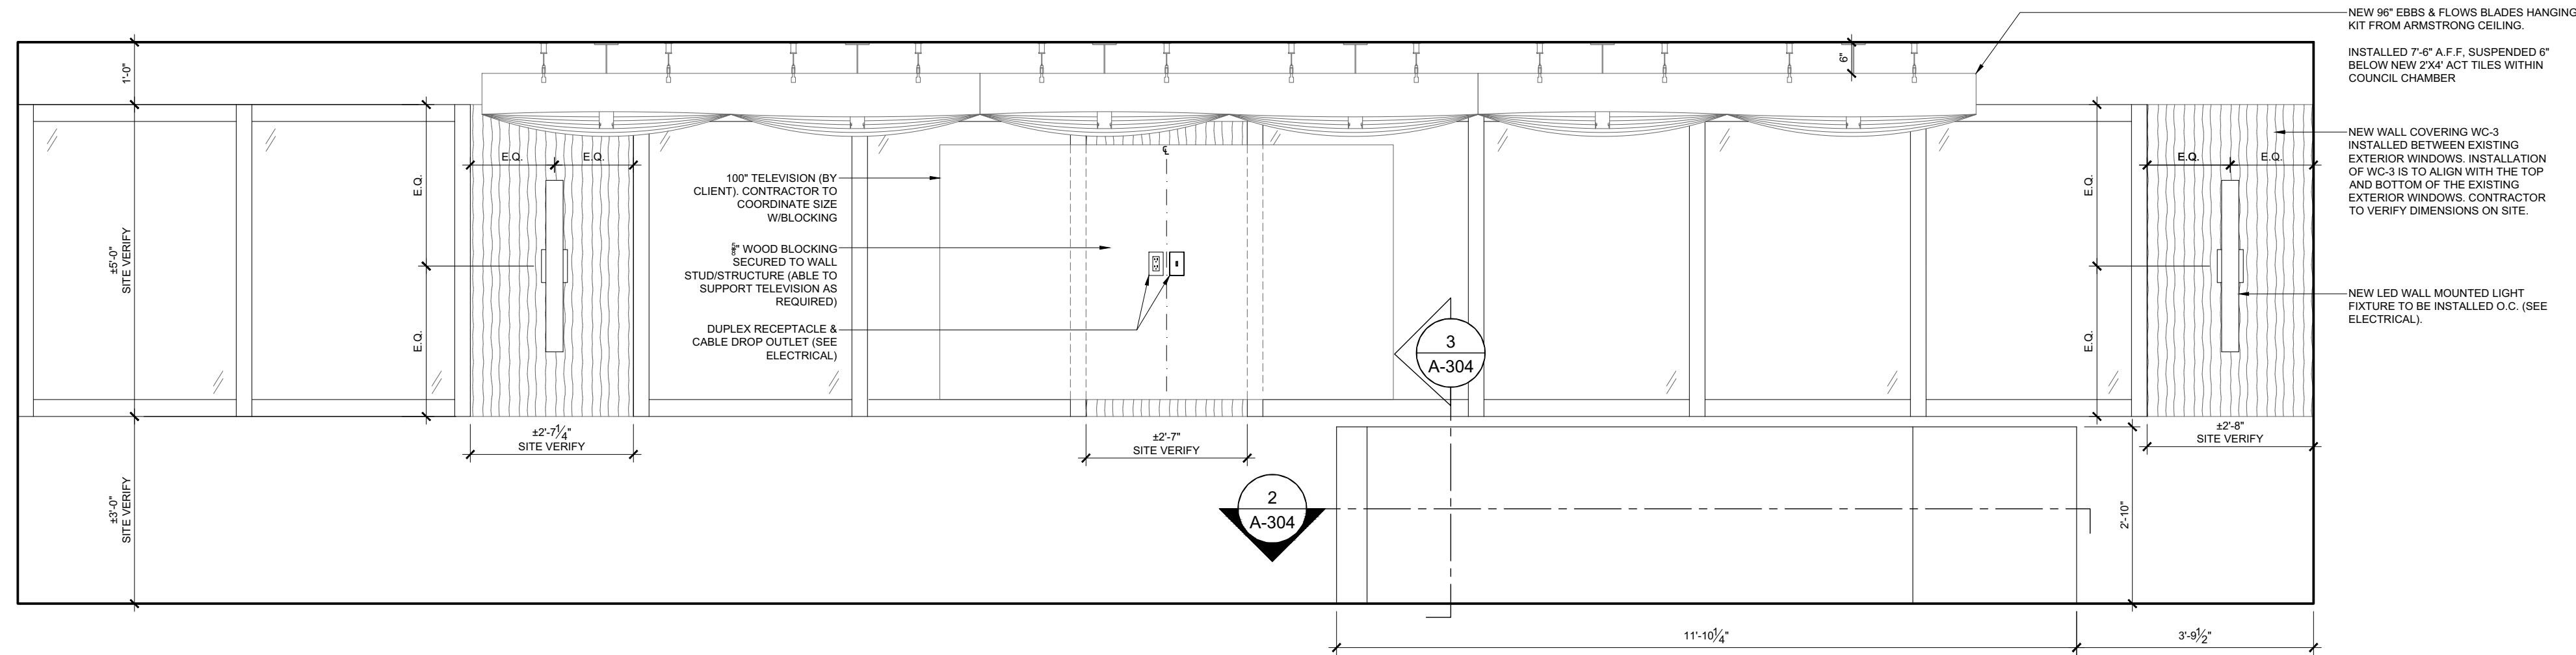 NEW 96" EBBS & FLOWS BLADES HANGING
KIT FROM ARMSTRONG CEILING.
INSTALLED 7'-6" A.F.F, SUSPENDED 6"
BELOW NEW 2'X4' ACT TILES WITHIN
COUNCIL CHAMBER
1'-0"
6"
NEW WALL COVERING WC-3
INSTALLED BETWEEN EXISTING
EXTERIOR WINDOWS. INSTALLATION
OF WC-3 IS TO ALIGN WITH THE TOP
AND BOTTOM OF THE EXISTING
EXTERIOR WINDOWS. CONTRACTOR
TO VERIFY DIMENSIONS ON SITE.
E.Q.
E.Q.
E.Q.
E.Q.
E.Q.
E.Q.
℄
100" TELEVISION (BY
CLIENT). CONTRACTOR TO
COORDINATE SIZE
W/BLOCKING
±5'-0"
SITE VERIFY
" WOOD BLOCKING
SECURED TO WALL
STUD/STRUCTURE (ABLE TO
SUPPORT TELEVISION AS
REQUIRED)
NEW LED WALL MOUNTED LIGHT
FIXTURE TO BE INSTALLED O.C. (SEE
ELECTRICAL).
DUPLEX RECEPTACLE &
CABLE DROP OUTLET (SEE
ELECTRICAL)
E.Q.
E.Q.
3
A-304
±2'-7 1/4"
SITE VERIFY
±2'-7"
SITE VERIFY
±2'-8"
SITE VERIFY
±3'-0"
SITE VERIFY
2
A-304
2'-10"
11'-10 1/4"
3'-9 1/2"